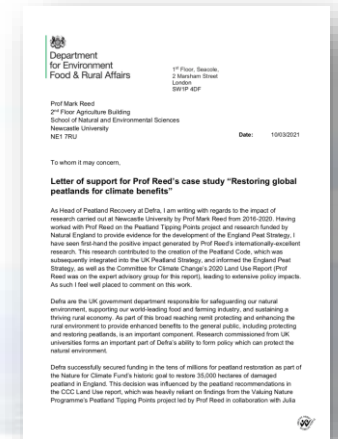 Department
for Environment
Food & Rural Affairs
1st Floor, Seacole,
2 Marsham Street
London
SW1P 4DF
Prof Mark Reed
2nd Floor Agriculture Building
School of Natural and Environmental Sciences
Newcastle University
NE1 7RU
Date: 10/03/2021
To whom it may concern,
Letter of support for Prof Reed's case study "Restoring global
peatlands for climate benefits"
As Head of Peatland Recovery at Defra, I am writing with regards to the impact of
research carried out at Newcastle University by Prof Mark Reed from 2016-2020. Having
worked with Prof Reed on the Peatland Tipping Points project and research funded by
Natural England to provide evidence for the development of the England Peat Strategy, I
have seen first-hand the positive impact generated by Prof Reed's internationally-excellent
research. This research contributed to the creation of the Peatland Code, which was
subsequently integrated into the UK Peatland Strategy, and informed the England Peat
Strategy, as well as the Committee for Climate Change's 2020 Land Use Report (Prof
Reed was on the expert advisory group for this report), leading to extensive policy impacts.
As such I feel well placed to comment on this work.
Defra are the UK government department responsible for safeguarding our natural
environment, supporting our world-leading food and farming industry, and sustaining a
thriving rural economy. As part of this broad reaching remit protecting and enhancing the
rural environment to provide enhanced benefits to the general public, including protecting
and restoring peatlands, is an important component. Research commissioned from UK
universities forms an important part of Defra's ability to form policy which can protect the
natural environment.
Defra successfully secured funding in the tens of millions for peatland restoration as part of
the Nature for Climate Fund's historic goal to restore 35,000 hectares of damaged
peatland in England. This decision was influenced by the peatland recommendations in
the CCC Land Use report, which was heavily reliant on findings from the Valuing Nature
Programme's Peatland Tipping Points project led by Prof Reed in collaboration with Julia